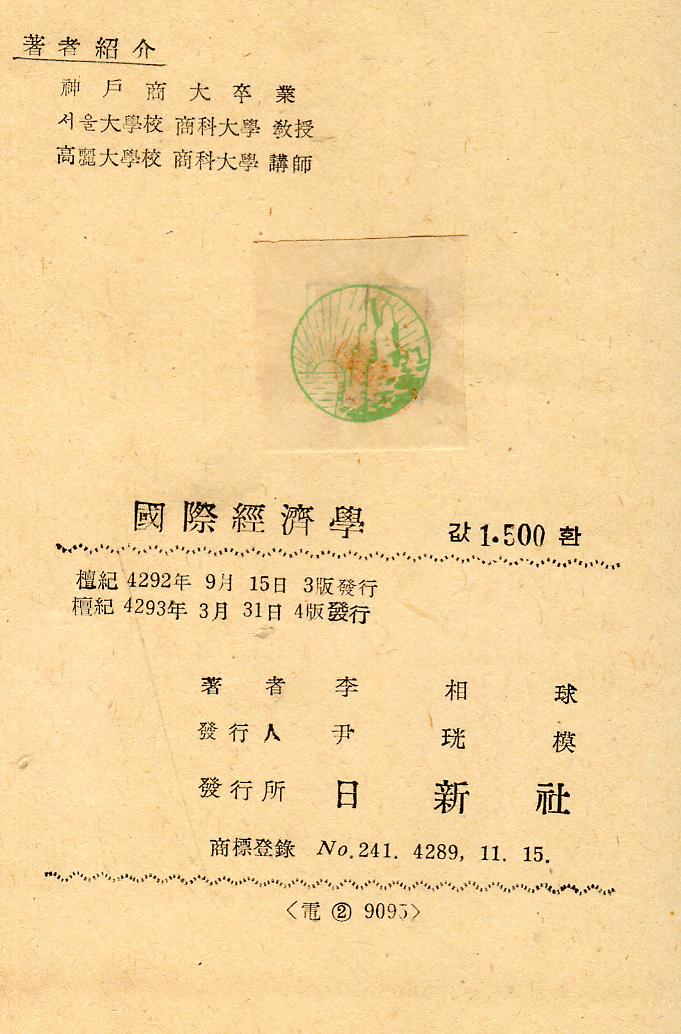 著者紹介
神戶商大卒業
서울大學校 商科大學 敎授
高麗大學校 商科大學 講師
國際經濟學 값 1.500 환
檀紀 4292年 9月 15日 3版發行
檀紀 4293年 3月 31日 4版發行
著者 李相球
發行人 尹珖模
發行所 日新社
商標登錄 No.241. 4289, 11. 15.
〈電 ② 9095〉